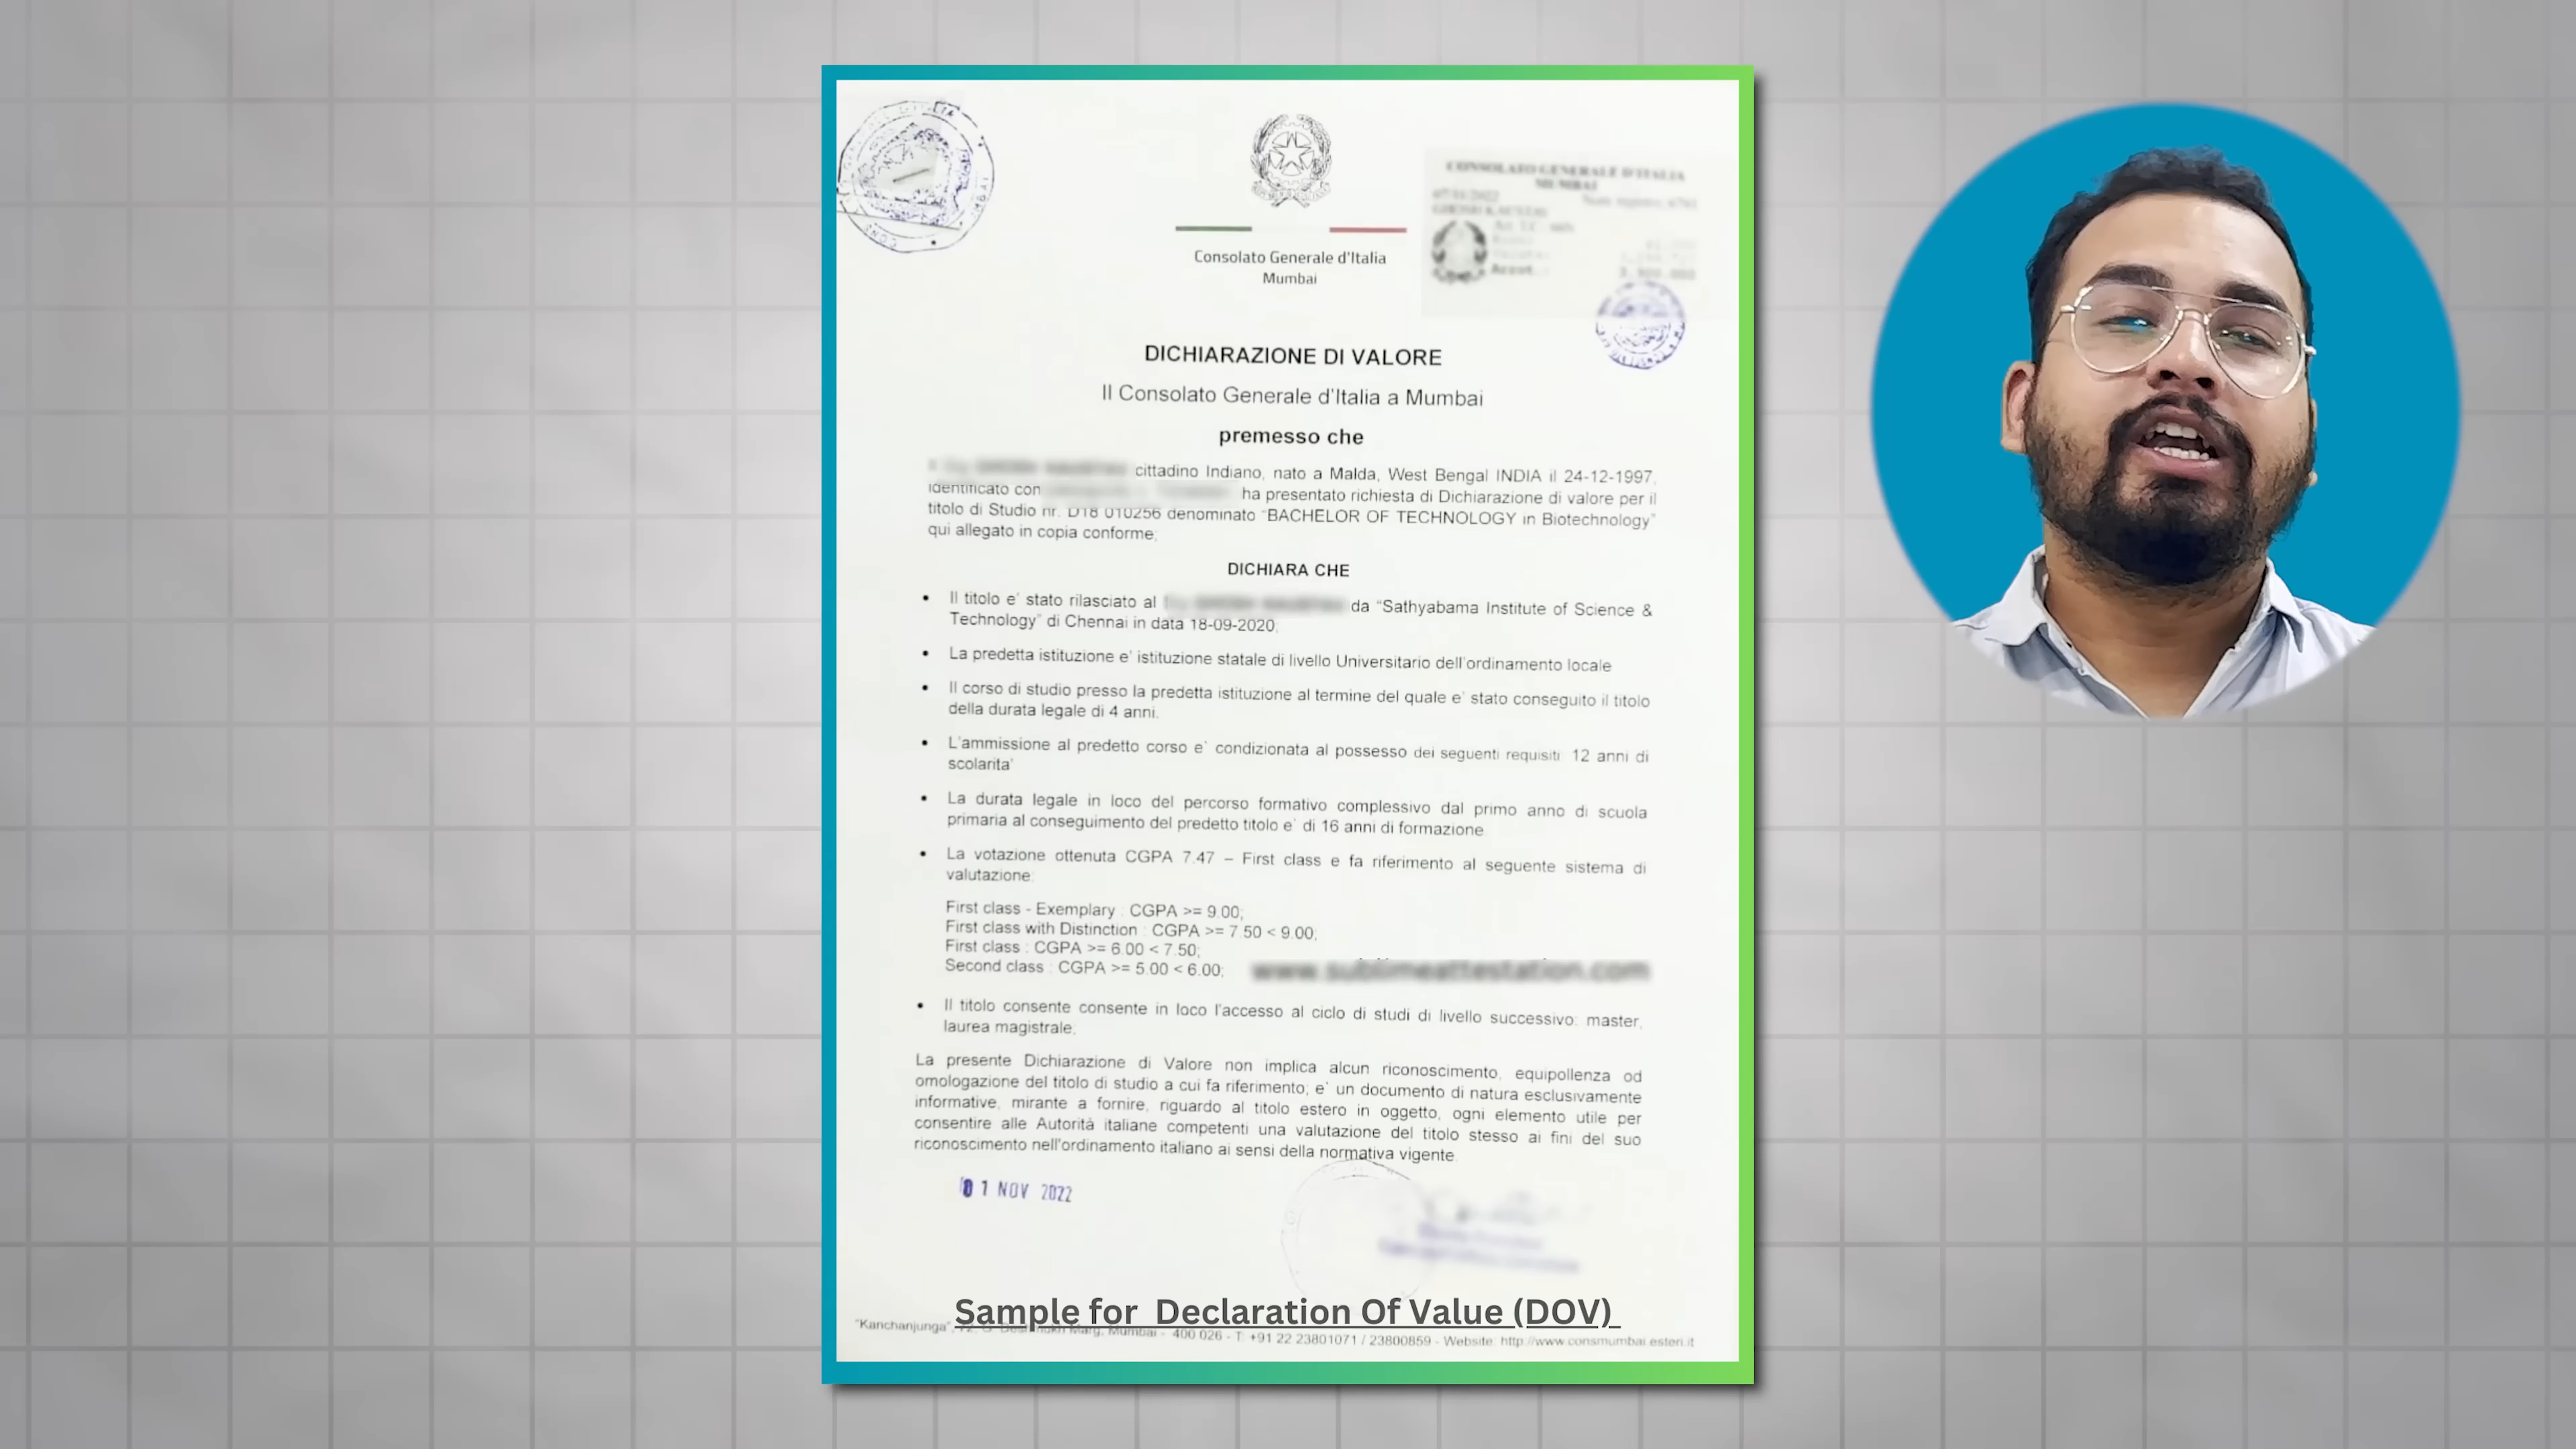 CONSOLATO GENERALE D'ITALIA
MUMBAI
Consolato Generale d'Italia
Mumbai
DICHIARAZIONE DI VALORE
Il Consolato Generale d'Italia a Mumbai
premesso che
cittadino Indiano, nato a Malda, West Bengal INDIA il 24-12-1997,
identificato con ha presentato richiesta di Dichiarazione di valore per il
titolo di Studio nr. D18 010256 denominato "BACHELOR OF TECHNOLOGY in Biotechnology"
qui allegato in copia conforme;
DICHIARA CHE
• Il titolo e' stato rilasciato al da "Sathyabama Institute of Science &
Technology" di Chennai in data 18-09-2020;
• La predetta istituzione e' istituzione statale di livello Universitario dell'ordinamento locale
• Il corso di studio presso la predetta istituzione al termine del quale e' stato conseguito il titolo
della durata legale di 4 anni.
• L'ammissione al predetto corso e` condizionata al possesso dei seguenti requisiti: 12 anni di
scolarita'
• La durata legale in loco del percorso formativo complessivo dal primo anno di scuola
primaria al conseguimento del predetto titolo e` di 16 anni di formazione
• La votazione ottenuta CGPA 7.47 – First class e fa riferimento al seguente sistema di
valutazione:
First class - Exemplary : CGPA >= 9.00;
First class with Distinction : CGPA >= 7.50 < 9.00;
First class : CGPA >= 6.00 < 7.50;
Second class : CGPA >= 5.00 < 6.00;
www.sublimeattestation.com
• Il titolo consente consente in loco l'accesso al ciclo di studi di livello successivo: master,
laurea magistrale;
La presente Dichiarazione di Valore non implica alcun riconoscimento, equipollenza od
omologazione del titolo di studio a cui fa riferimento; e` un documento di natura esclusivamente
informative, mirante a fornire, riguardo al titolo estero in oggetto, ogni elemento utile per
consentire alle Autorità italiane competenti una valutazione del titolo stesso ai fini del suo
riconoscimento nell'ordinamento italiano ai sensi della normativa vigente
01 NOV 2022
Sample for Declaration Of Value (DOV)
"Kanchanjunga", Marg, Mumbai - 400 026 - T: +91 22 23801071 / 23800859 - Website: http://www.consmumbai.esteri.it